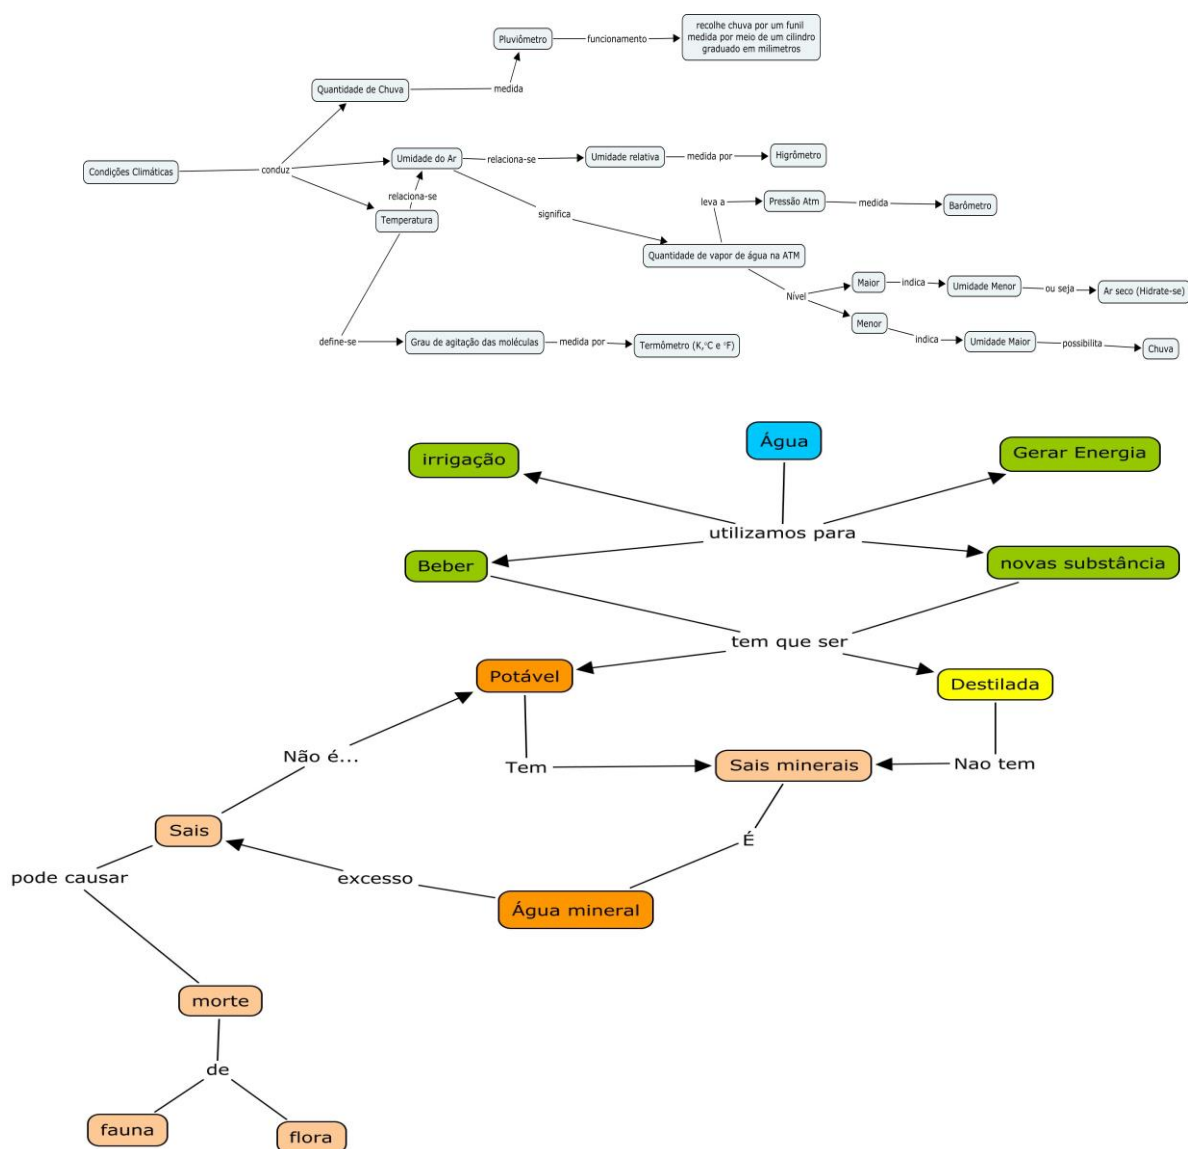 Pluviômetro
funcionamento
recolhe chuva por um funil
medida por meio de um cilindro
graduado em milimetros
Quantidade de Chuva
medida
Condições Climáticas
conduz
Umidade do Ar
relaciona-se
Umidade relativa
medida por
Higrômetro
relaciona-se
Temperatura
significa
leva a
Pressão Atm
medida
Barômetro
Quantidade de vapor de água na ATM
Nível
Maior
indica
Umidade Menor
ou seja
Ar seco (Hidrate-se)
Menor
indica
Umidade Maior
possibilita
Chuva
define-se
Grau de agitação das moléculas
medida por
Termômetro (K,°C e °F)
Água
irrigação
Gerar Energia
utilizamos para
Beber
novas substância
tem que ser
Potável
Destilada
Não é...
Tem
Sais minerais
Nao tem
Sais
É
pode causar
excesso
Água mineral
morte
de
fauna
flora